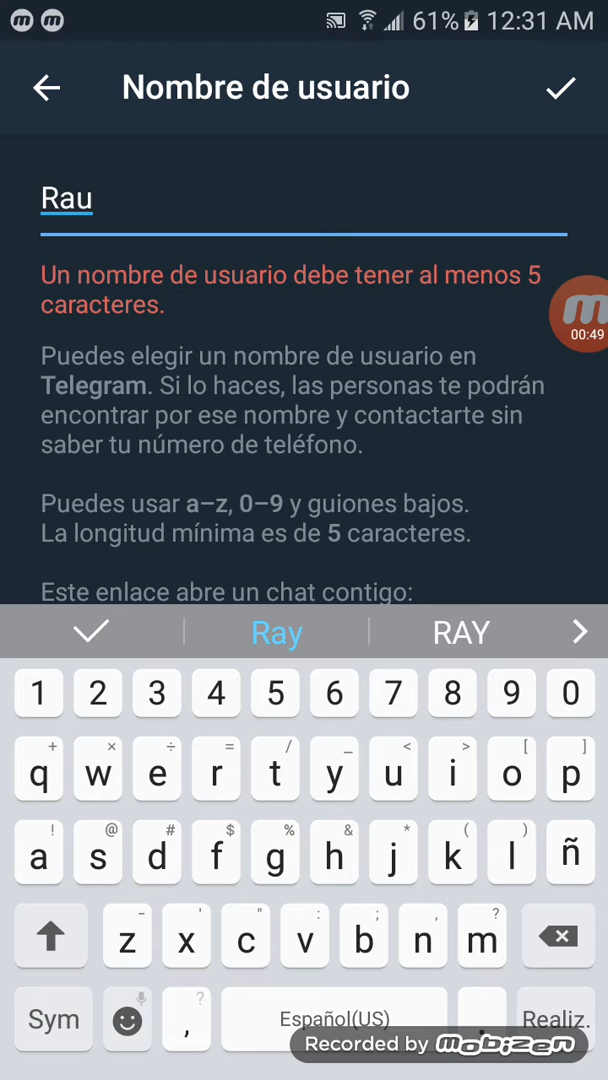 61% 12:31 AM
Nombre de usuario
Rau
Un nombre de usuario debe tener al menos 5
caracteres.
00:49
Puedes elegir un nombre de usuario en
Telegram. Si lo haces, las personas te podrán
encontrar por ese nombre y contactarte sin
saber tu número de teléfono.
Puedes usar a–z, 0–9 y guiones bajos.
La longitud mínima es de 5 caracteres.
Este enlace abre un chat contigo:
Ray RAY
1 2 3 4 5 6 7 8 9 0
+ × ÷ = / _ < > [ ]
q w e r t y u i o p
! @ # $ % & * ( )
a s d f g h j k l ñ
- ' " : ; , ?
z x c v b n m
?
Sym , Español(US) . Realiz.
Recorded by mobizen